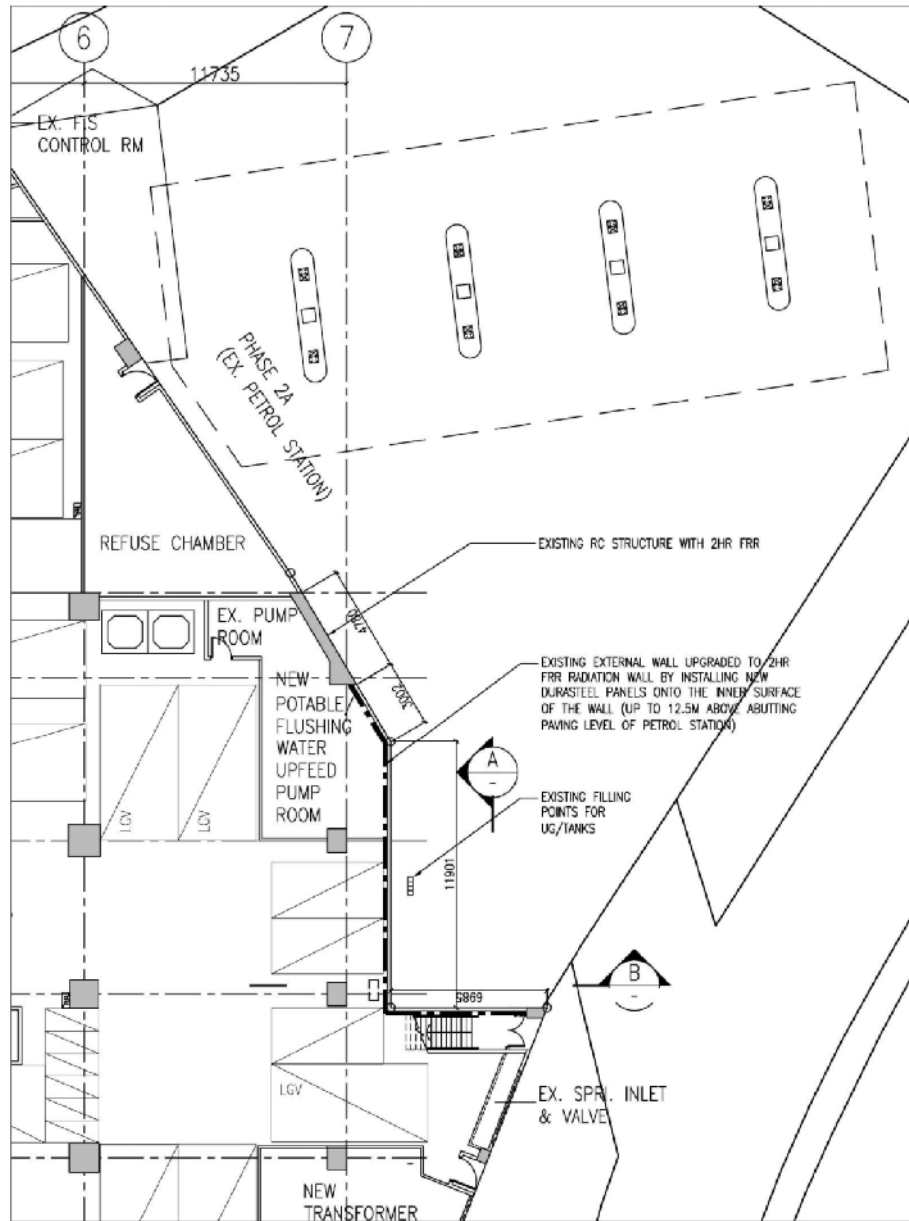 6
7
11735
EX. F.S
CONTROL RM
PHASE 2A
(EX. PETROL STATION)
REFUSE CHAMBER
EXISTING RC STRUCTURE WITH 2HR FRR
4780
EX. PUMP
ROOM
NEW
POTABLE/
FLUSHING
WATER
UPFEED
PUMP
ROOM
3002
EXISTING EXTERNAL WALL UPGRADED TO 2HR
FRR RADIATION WALL BY INSTALLING NEW
DURASTEEL PANELS ONTO THE INNER SURFACE
OF THE WALL (UP TO 12.5M ABOVE ABUTTING
PAVING LEVEL OF PETROL STATION)
A
-
EXISTING FILLING
POINTS FOR
UG/TANKS
LGV
LGV
11901
B
-
6985
LGV
EX. SPR. INLET
& VALVE
NEW
TRANSFORMER